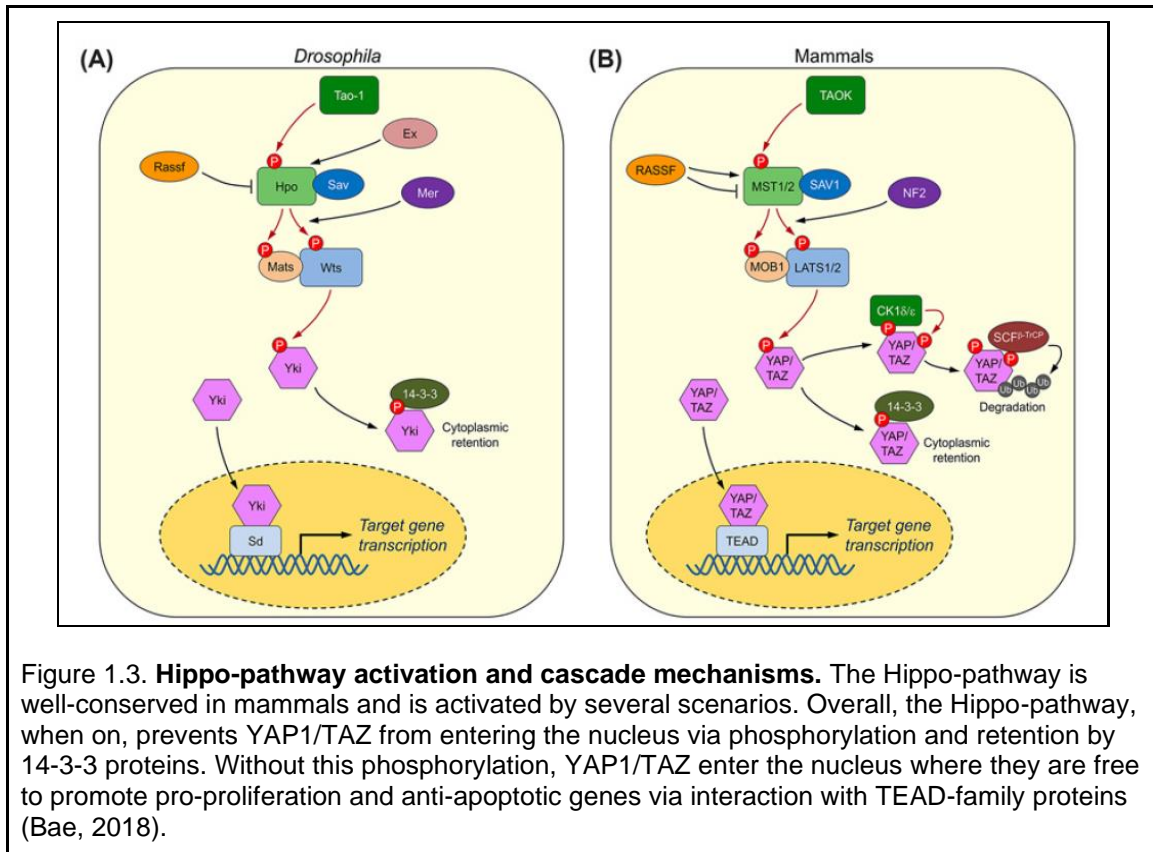 (A)
Drosophila
Tao-1
P
Ex
Rassf
Hpo
Sav
Mer
P
P
Mats
Wts
P
Yki
Yki
14-3-3
P
Yki
Cytoplasmic
retention
Yki
Sd
Target gene
transcription
(B)
Mammals
TAOK
P
RASSF
MST1/2
SAV1
NF2
P
P
MOB1
LATS1/2
CK1δ/ε
P
P
YAP/
TAZ
SCFβ-TrCP
P
P
YAP/
TAZ
Ub
Ub
Ub
Ub
Degradation
P
YAP/
TAZ
YAP/
TAZ
14-3-3
P
YAP/
TAZ
Cytoplasmic
retention
YAP/
TAZ
TEAD
Target gene
transcription
Figure 1.3. Hippo-pathway activation and cascade mechanisms. The Hippo-pathway is
well-conserved in mammals and is activated by several scenarios. Overall, the Hippo-pathway,
when on, prevents YAP1/TAZ from entering the nucleus via phosphorylation and retention by
14-3-3 proteins. Without this phosphorylation, YAP1/TAZ enter the nucleus where they are free
to promote pro-proliferation and anti-apoptotic genes via interaction with TEAD-family proteins
(Bae, 2018).